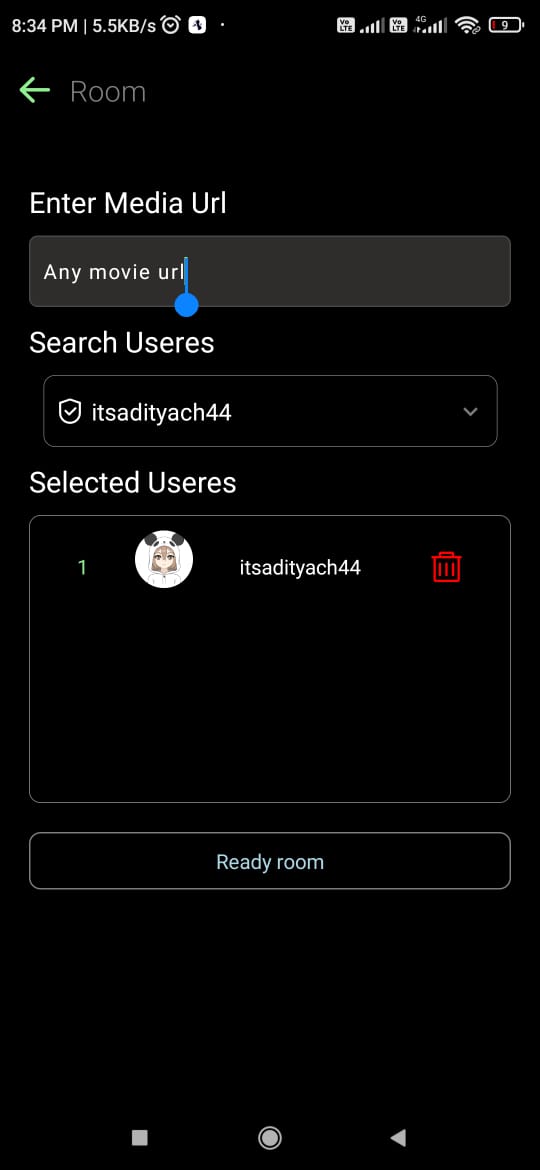 8:34 PM | 5.5KB/s Vo LTE Vo LTE 4G 9
Room
Enter Media Url
Any movie url
Search Useres
itsadityach44
Selected Useres
1 itsadityach44
Ready room